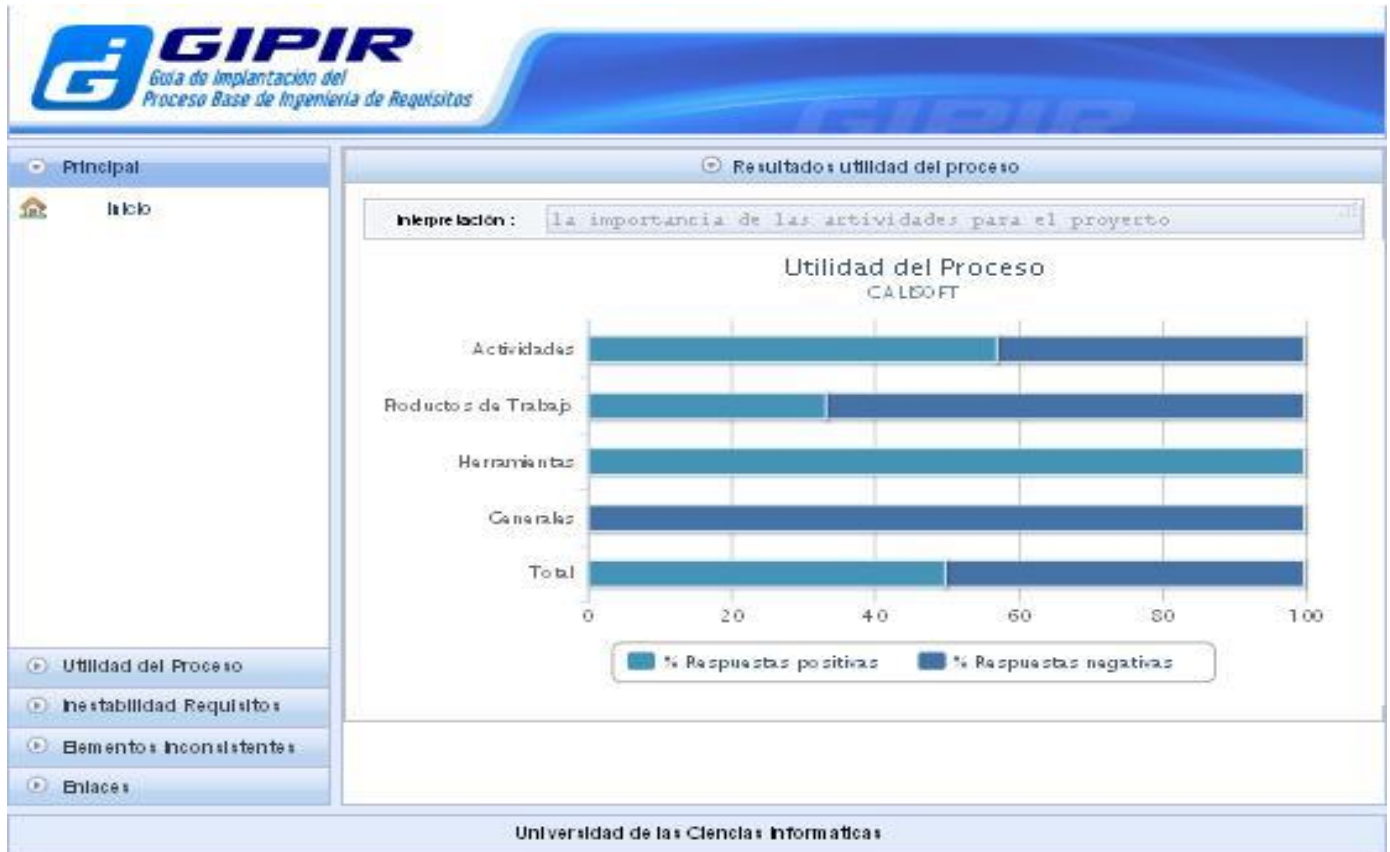 GIPIR
Guía de Implantación del
Proceso Base de Ingeniería de Requisitos
GIPIR
Principal
Inicio
Utilidad del Proceso
Inestabilidad Requisitos
Elementos Inconsistentes
Enlaces
Resultados utilidad del proceso
Interpretación :
la importancia de las actividades para el proyecto
Utilidad del Proceso
CALISOFT
Actividades
Productos de Trabajo
Herramientas
Generales
Total
0 20 40 60 80 100
% Respuestas positivas % Respuestas negativas
Universidad de las Ciencias Informaticas